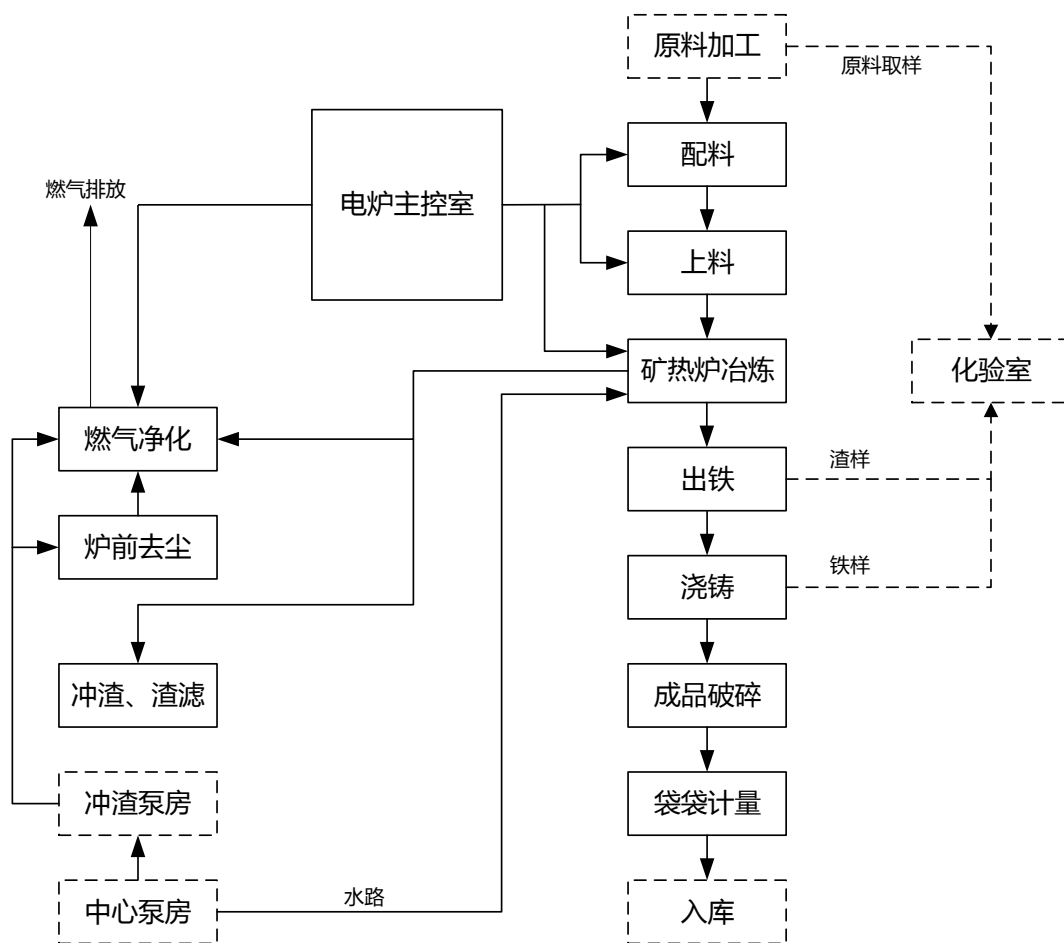 原料加工
原料取样
配料
燃气排放
电炉主控室
上料
矿热炉冶炼
化验室
燃气净化
出铁
渣样
炉前去尘
浇铸
铁样
冲渣、渣滤
成品破碎
冲渣泵房
袋袋计量
中心泵房
水路
入库